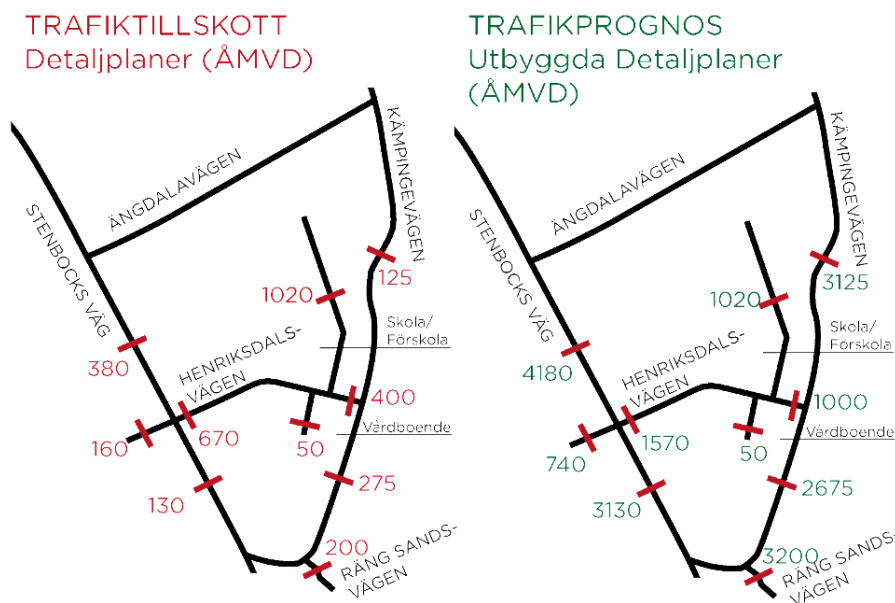 TRAFIKTILLSKOTT
Detaljplaner (ÅMVD)
ÄNGDALAVÄGEN
KÄMPINGEVÄGEN
STENBOCKS VÄG
125
1020
Skola/
Förskola
380
HENRIKSDALS-
VÄGEN
400
160
670
50
Vårdboende
130
275
200
RÄNG SANDS-
VÄGEN
TRAFIKPROGNOS
Utbyggda Detaljplaner
(ÅMVD)
ÄNGDALAVÄGEN
KÄMPINGEVÄGEN
STENBOCKS VÄG
3125
1020
Skola/
Förskola
4180
HENRIKSDALS-
VÄGEN
1000
740
1570
50
Vårdboende
3130
2675
3200
RÄNG SANDS-
VÄGEN